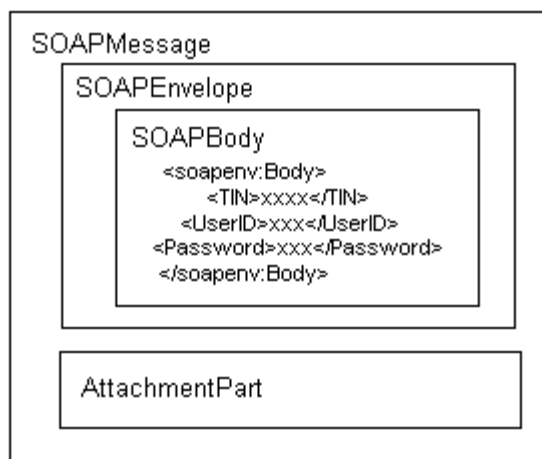 SOAPMessage
SOAPEnvelope
SOAPBody
<soapenv:Body>
<TIN>xxxx</TIN>
<UserID>xxx</UserID>
<Password>xxx</Password>
</soapenv:Body>
AttachmentPart